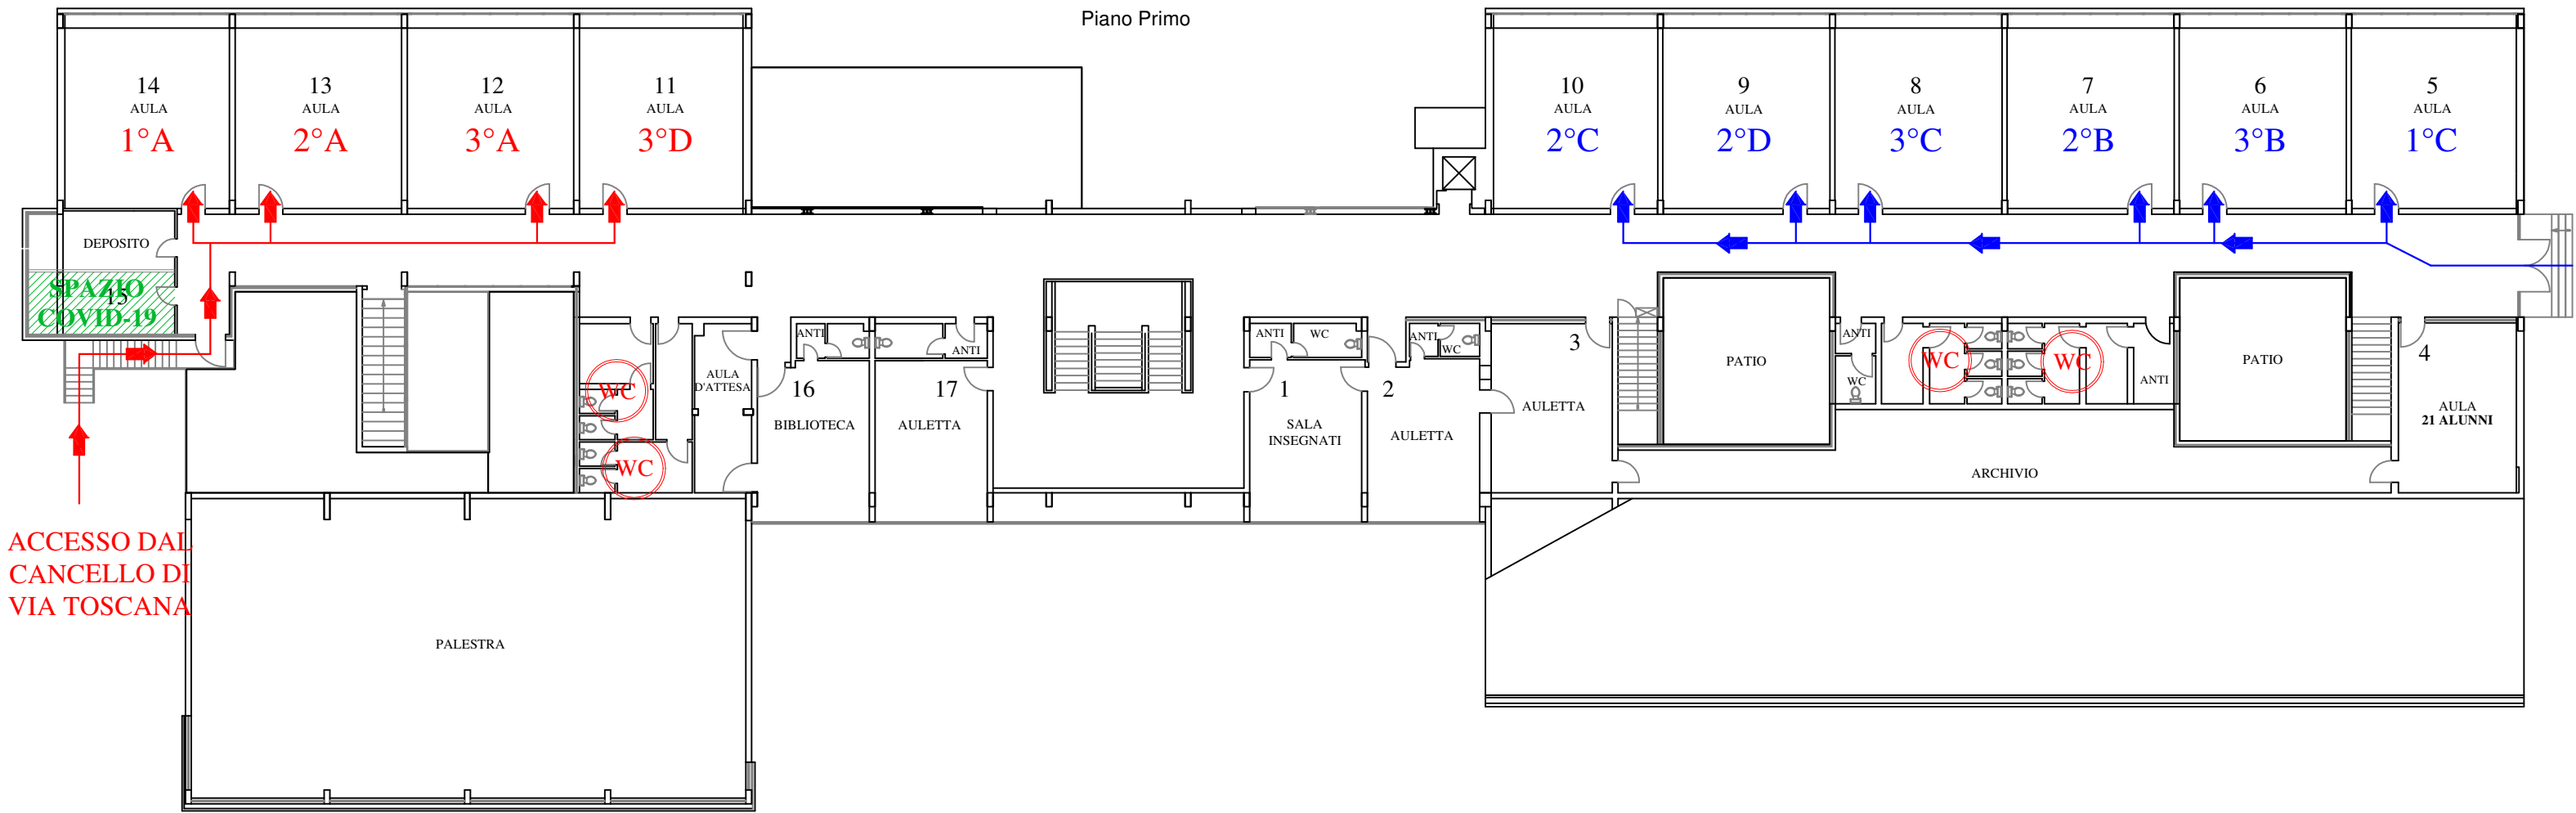 Piano Primo
14
AULA
1°A
13
AULA
2°A
12
AULA
3°A
11
AULA
3°D
10
AULA
2°C
9
AULA
2°D
8
AULA
3°C
7
AULA
2°B
6
AULA
3°B
5
AULA
1°C
DEPOSITO
15
SPAZIO
COVID-19
WC
WC
AULA
D'ATTESA
ANTI
16
BIBLIOTECA
ANTI
17
AULETTA
ANTI
WC
1
SALA
INSEGNATI
2
AULETTA
ANTI
WC
3
AULETTA
PATIO
ANTI
WC
WC
WC
ANTI
PATIO
4
AULA
21 ALUNNI
ARCHIVIO
ACCESSO DAL
CANCELLO DI
VIA TOSCANA
PALESTRA